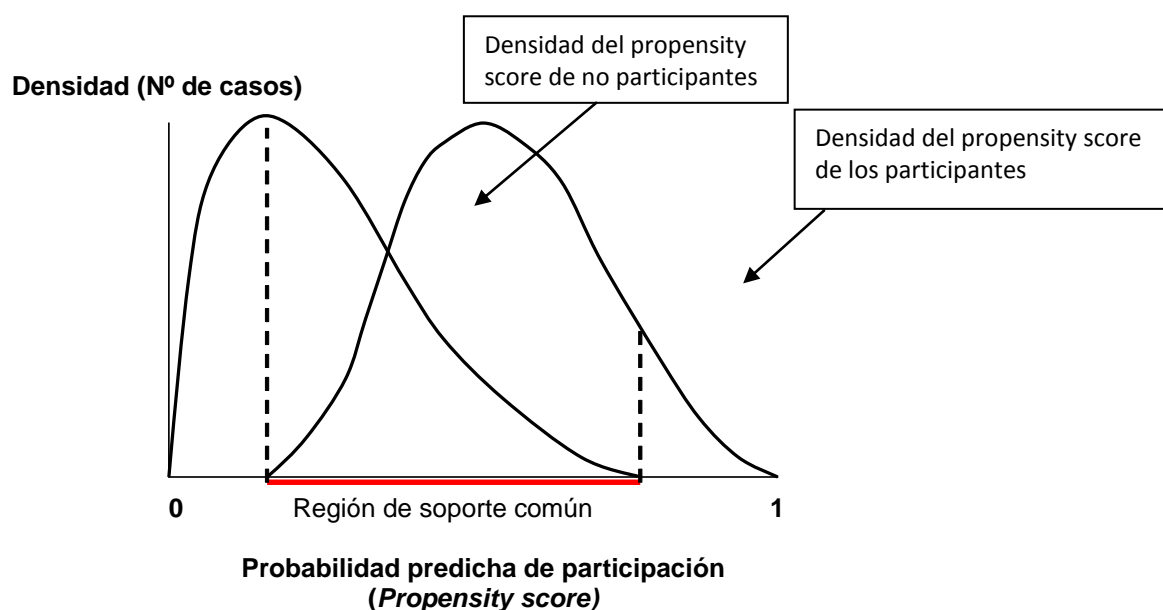 Densidad del propensity
score de no participantes
Densidad (Nº de casos)
Densidad del propensity score
de los participantes
0
Región de soporte común
1
Probabilidad predicha de participación
(Propensity score)